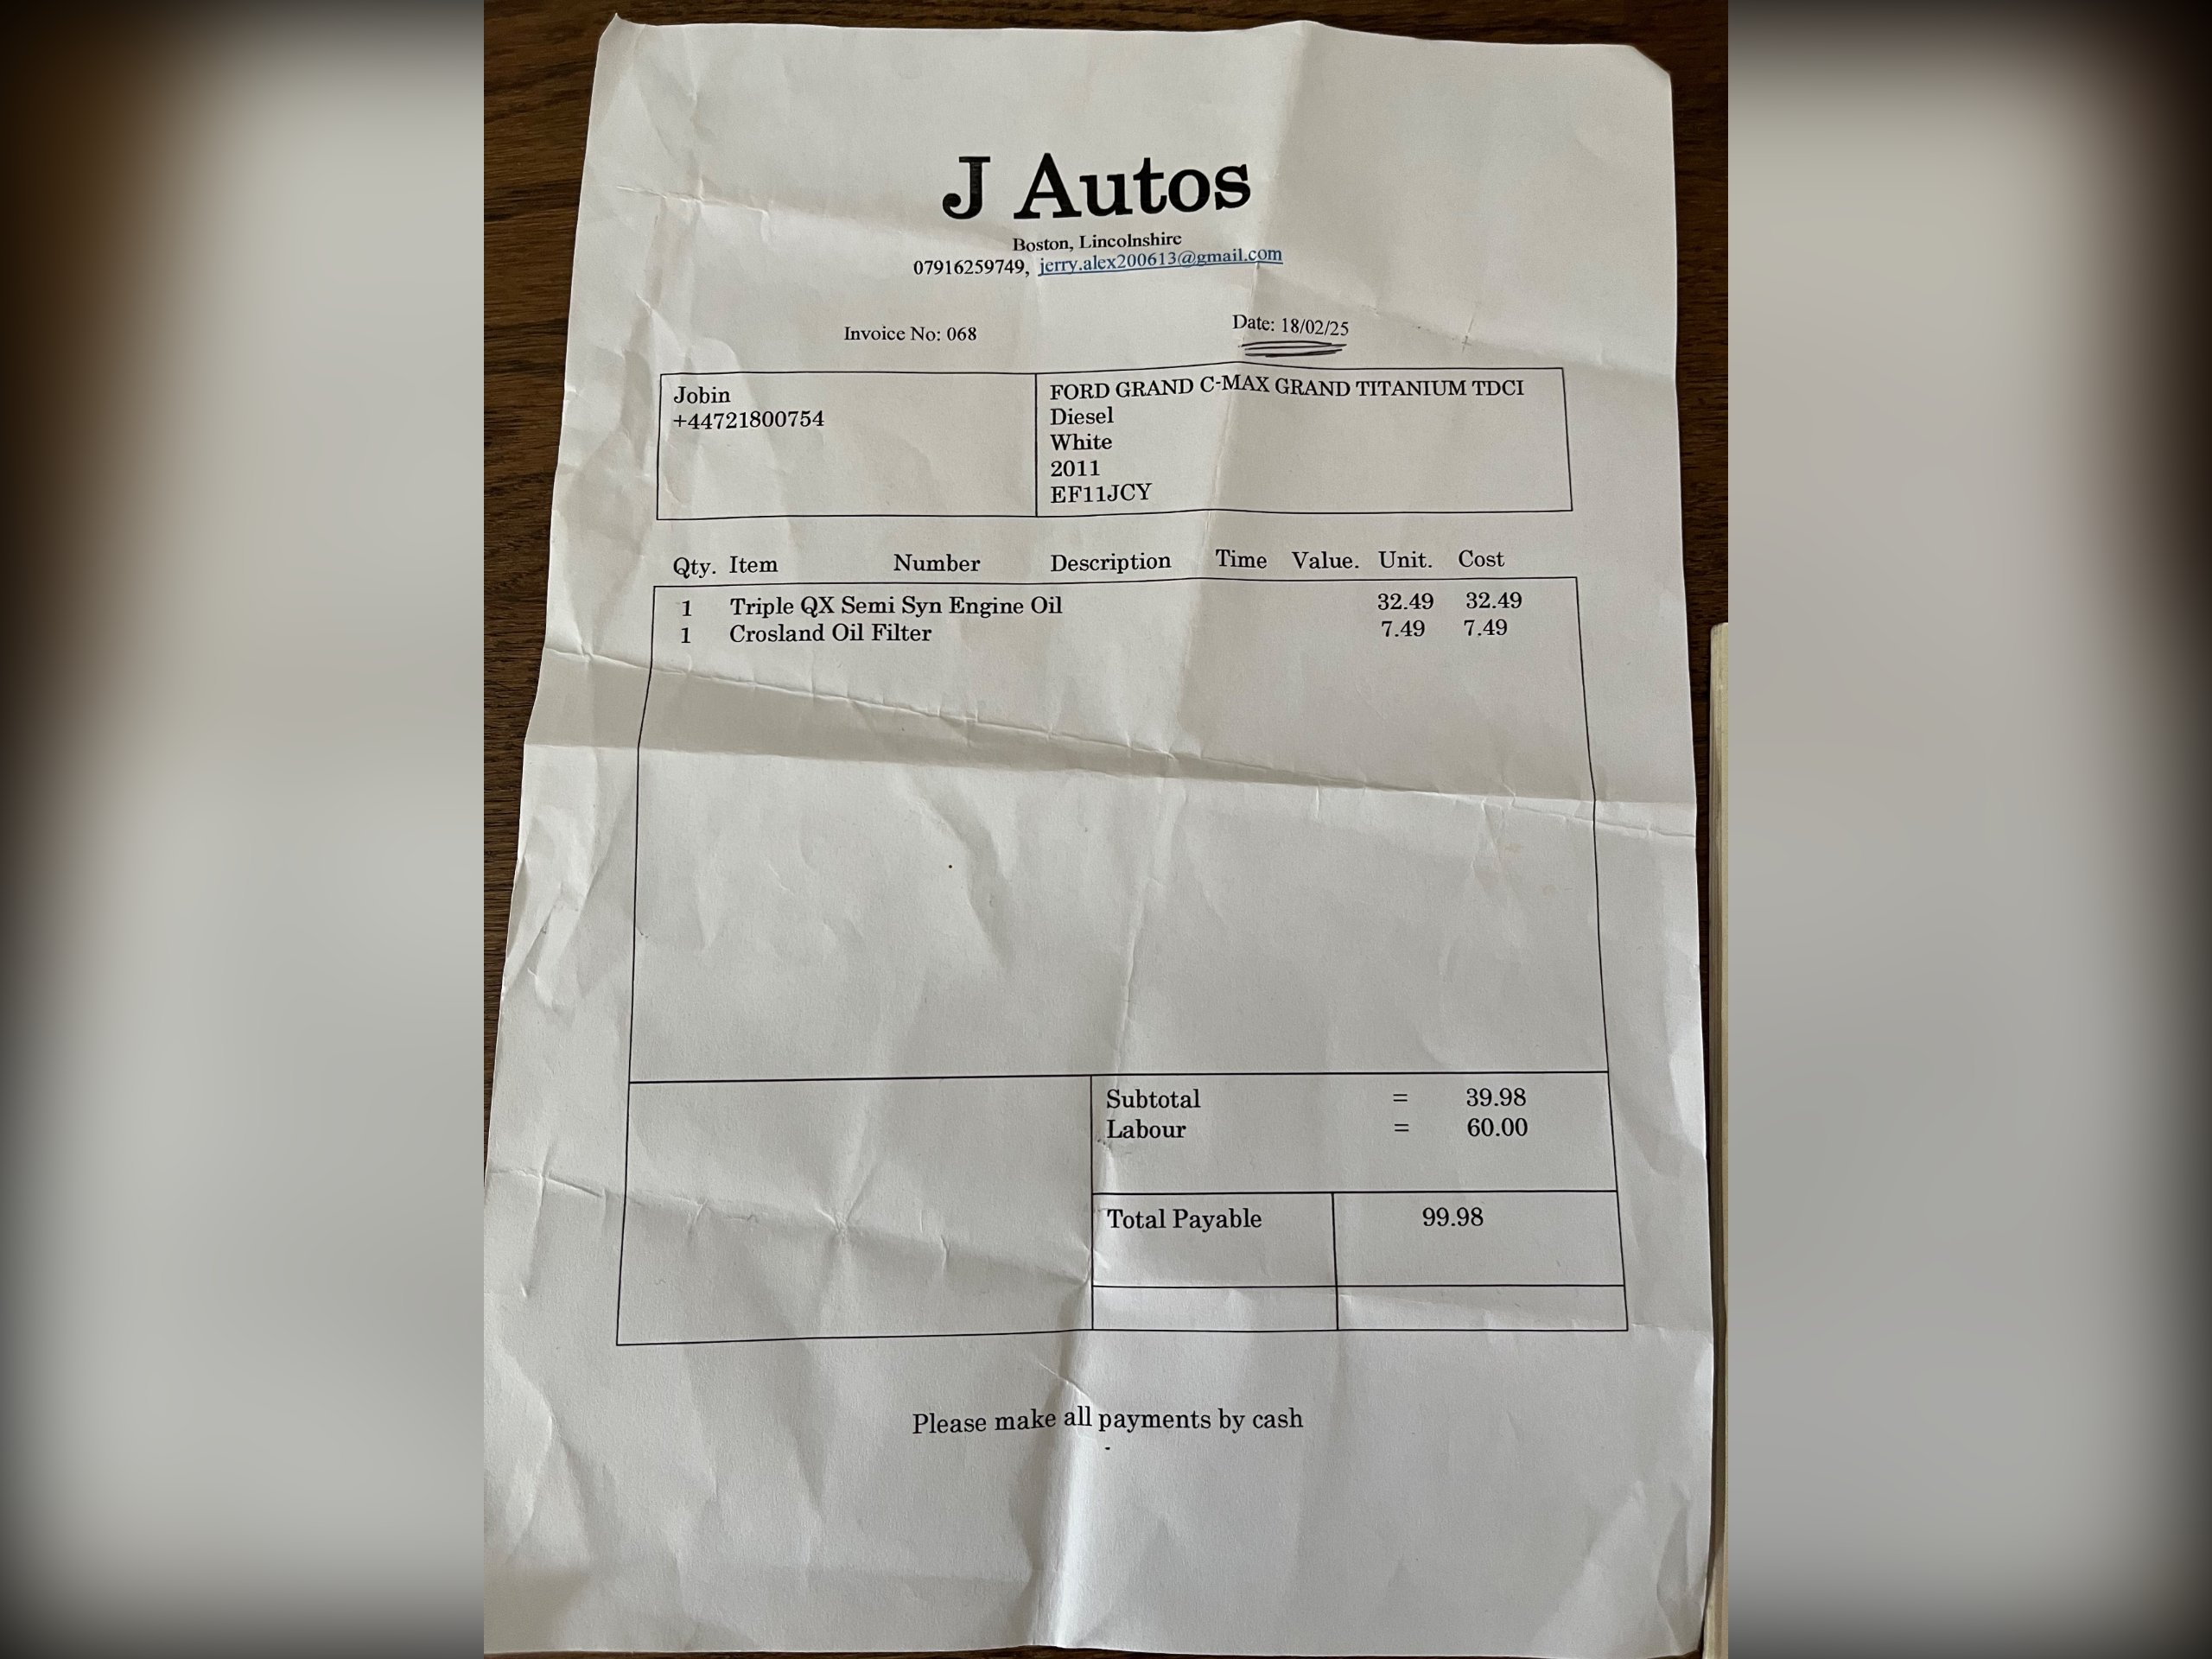 J Autos
Boston, Lincolnshire
07916259749, jerry.alex200613@gmail.com
Invoice No: 068 Date: 18/02/25
Jobin
+44721800754
FORD GRAND C-MAX GRAND TITANIUM TDCI
Diesel
White
2011
EF11JCY
Qty. Item Number Description Time Value. Unit. Cost
1 Triple QX Semi Syn Engine Oil 32.49 32.49
1 Crosland Oil Filter 7.49 7.49
Subtotal = 39.98
Labour = 60.00
Total Payable 99.98
Please make all payments by cash